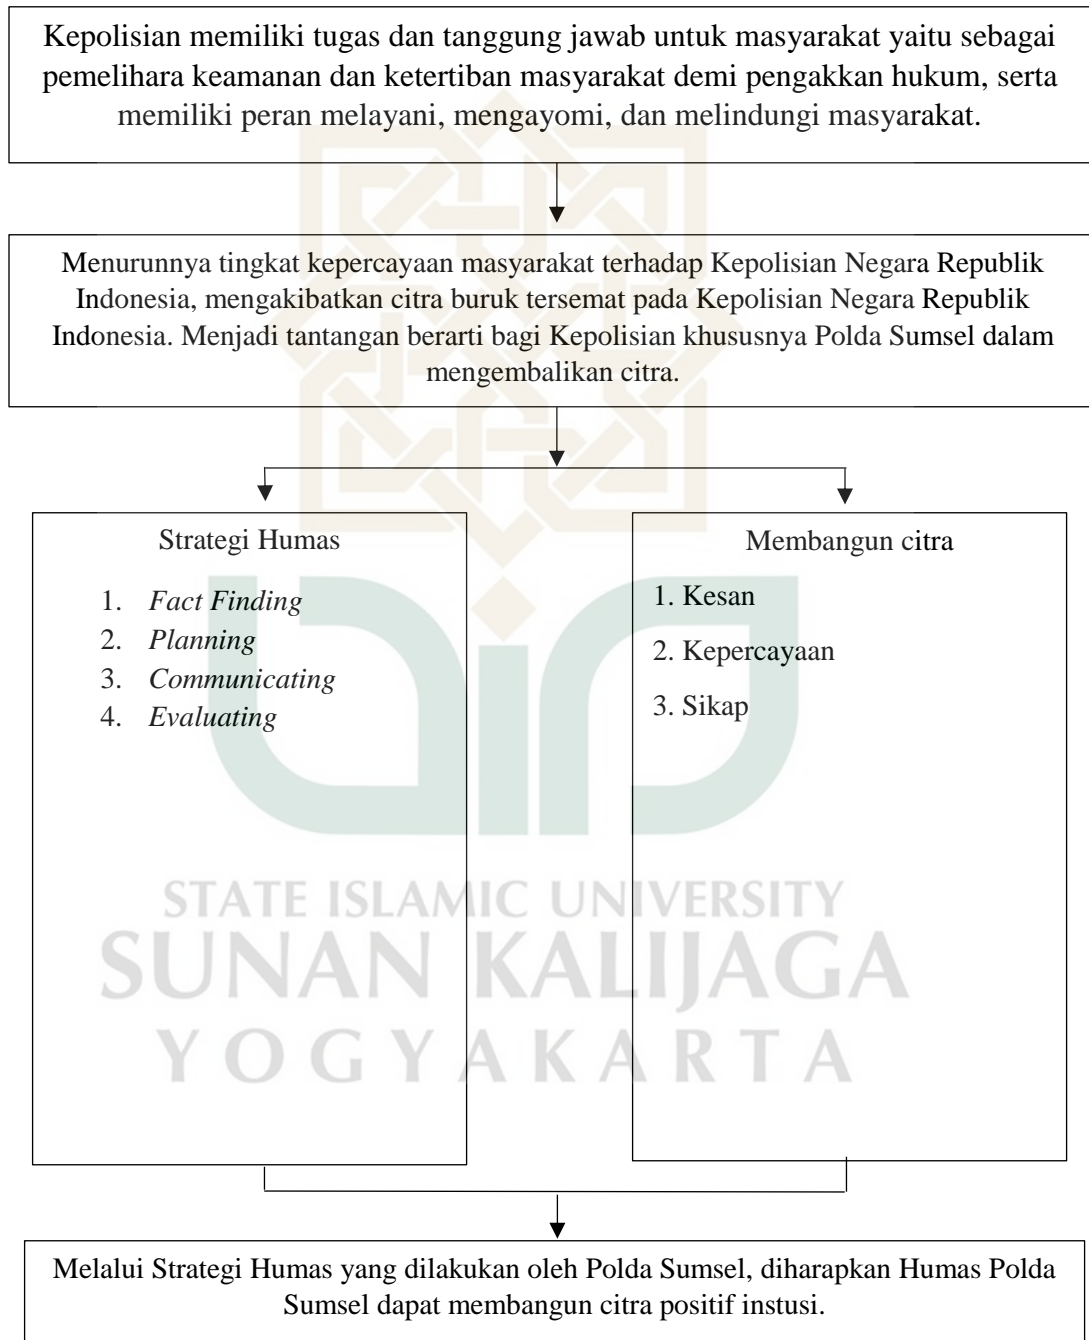 Kepolisian memiliki tugas dan tanggung jawab untuk masyarakat yaitu sebagai
pemelihara keamanan dan ketertiban masyarakat demi pengakkan hukum, serta
memiliki peran melayani, mengayomi, dan melindungi masyarakat.
Menurunnya tingkat kepercayaan masyarakat terhadap Kepolisian Negara Republik
Indonesia, mengakibatkan citra buruk tersemat pada Kepolisian Negara Republik
Indonesia. Menjadi tantangan berarti bagi Kepolisian khususnya Polda Sumsel dalam
mengembalikan citra.
Strategi Humas
1. Fact Finding
2. Planning
3. Communicating
4. Evaluating
Membangun citra
1. Kesan
2. Kepercayaan
3. Sikap
STATE ISLAMIC UNIVERSITY
SUNAN KALIJAGA
YOGYAKARTA
Melalui Strategi Humas yang dilakukan oleh Polda Sumsel, diharapkan Humas Polda
Sumsel dapat membangun citra positif instusi.